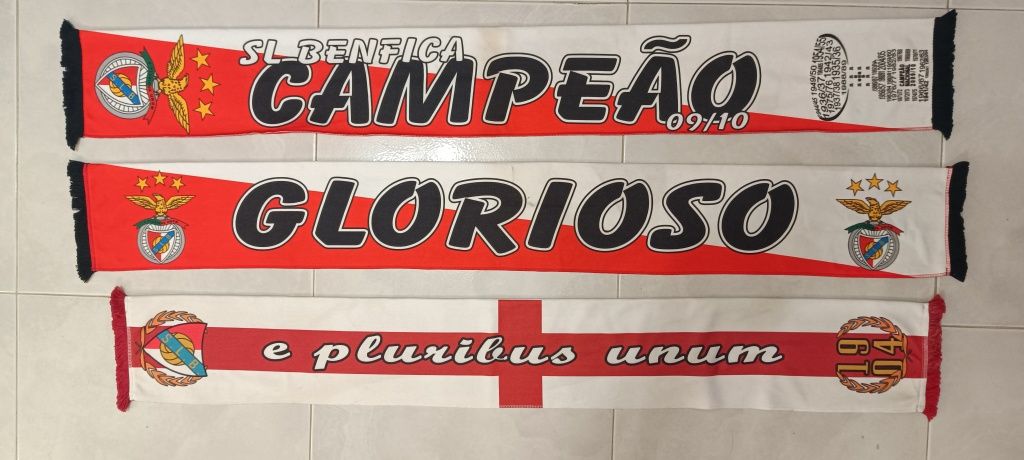 SL BENFICA
CAMPEÃO
09/10
GLORIOSO
e pluribus unum
19
04